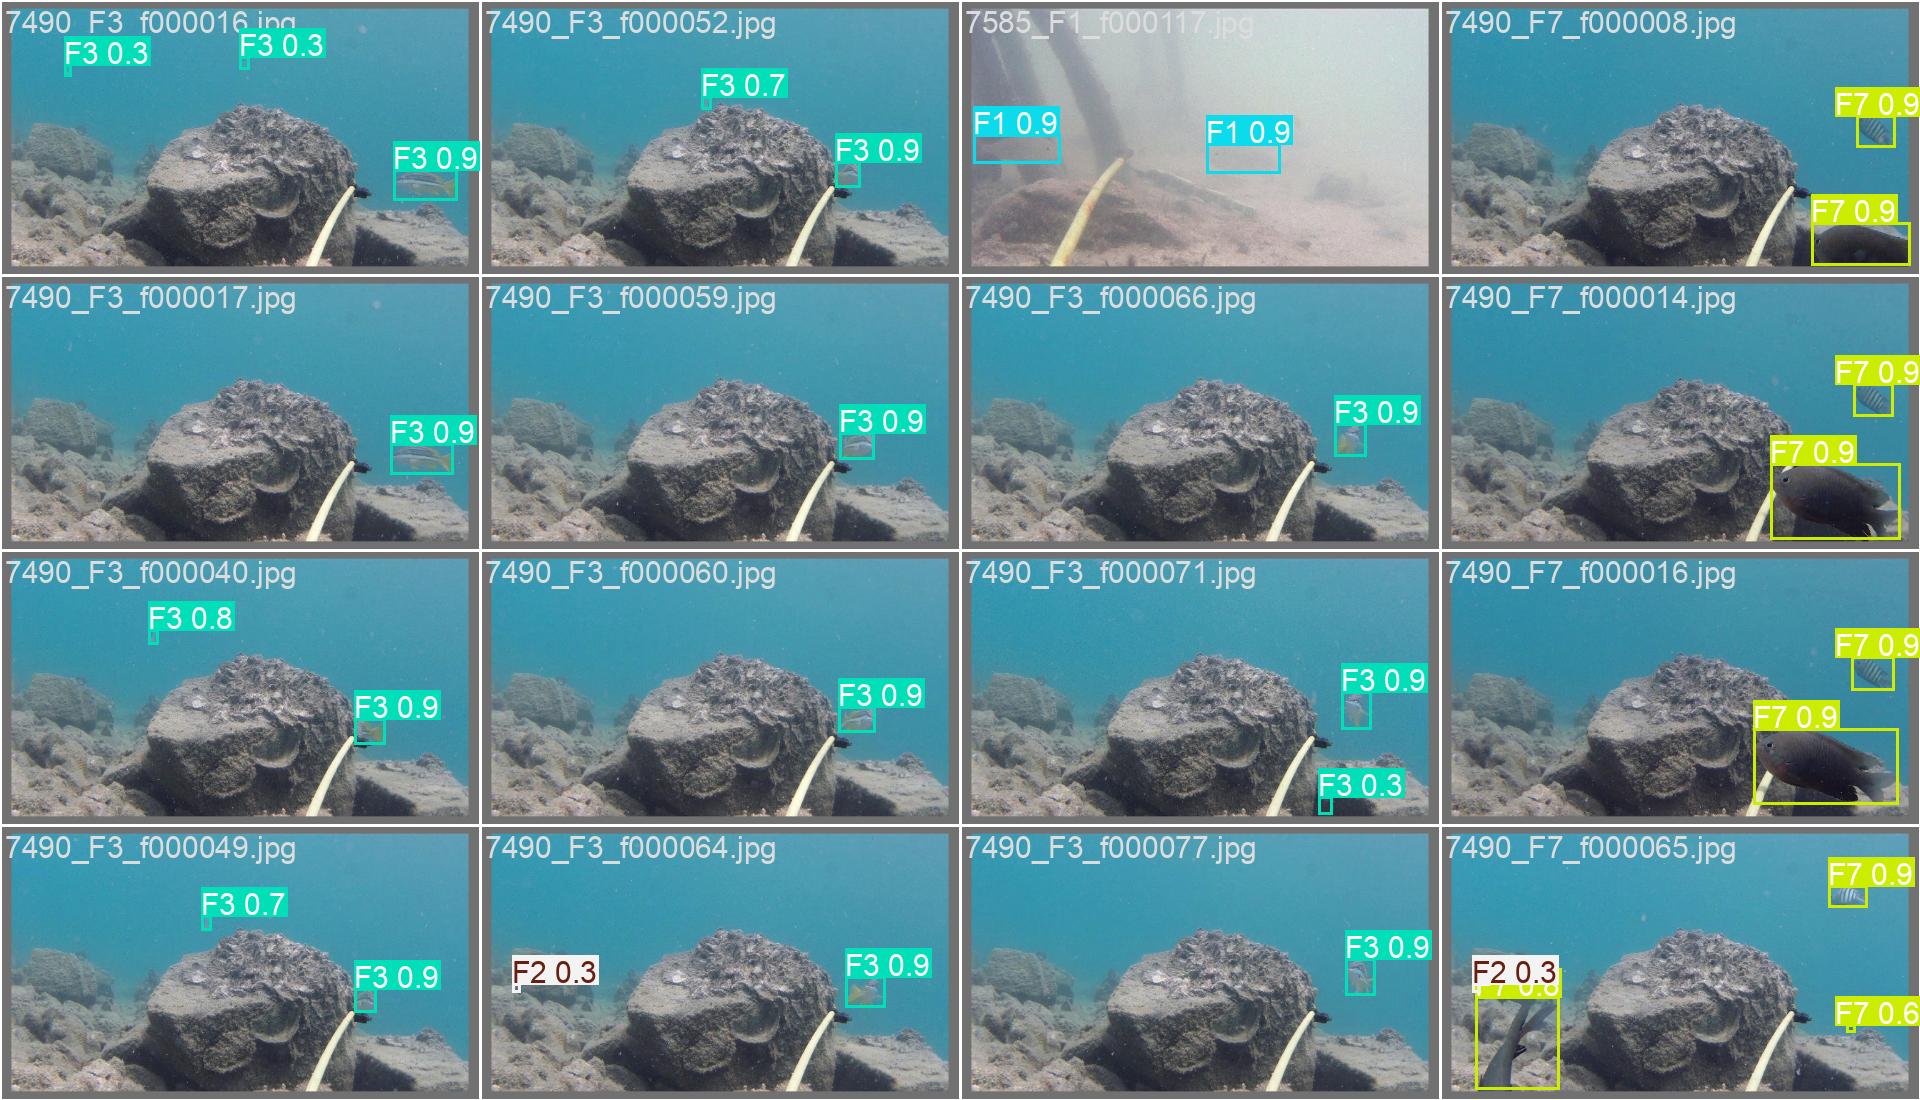 7490_F3_f000016.jpg
F3 0.3
F3 0.3
F3 0.9
7490_F3_f000052.jpg
F3 0.7
F3 0.9
7585_F1_f000117.jpg
F1 0.9
F1 0.9
7490_F7_f000008.jpg
F7 0.9
F7 0.9
7490_F3_f000017.jpg
F3 0.9
7490_F3_f000059.jpg
F3 0.9
7490_F3_f000066.jpg
F3 0.9
7490_F7_f000014.jpg
F7 0.9
F7 0.9
7490_F3_f000040.jpg
F3 0.8
F3 0.9
7490_F3_f000060.jpg
F3 0.9
7490_F3_f000071.jpg
F3 0.9
F3 0.3
7490_F7_f000016.jpg
F7 0.9
F7 0.9
7490_F3_f000049.jpg
F3 0.7
F3 0.9
7490_F3_f000064.jpg
F2 0.3
F3 0.9
7490_F3_f000077.jpg
F3 0.9
7490_F7_f000065.jpg
F7 0.9
F2 0.3
F7 0.6